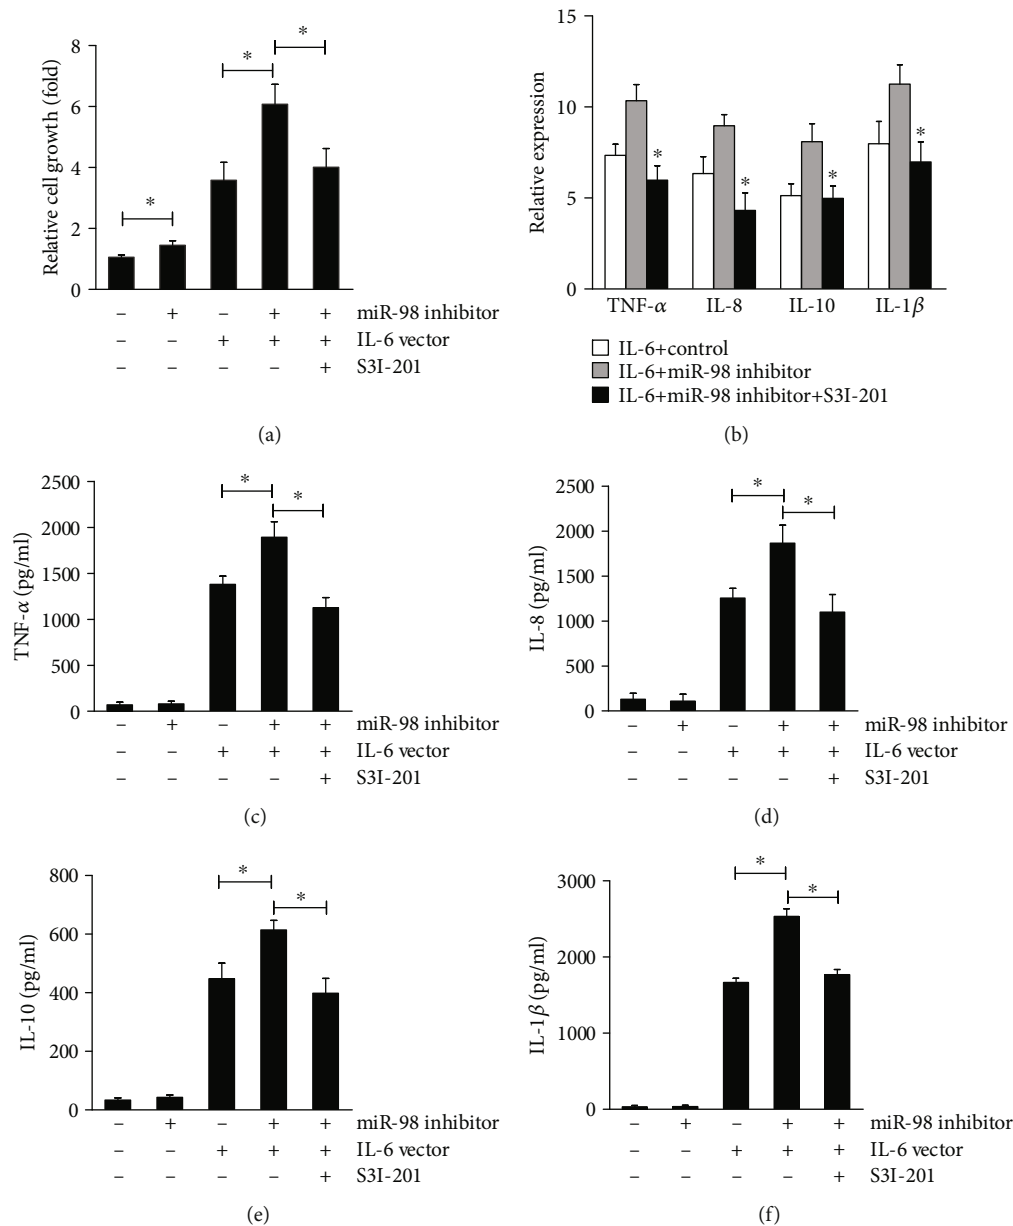 Relative cell growth (fold)
8
6
4
2
0
* * *
– + – + + miR-98 inhibitor
– – + + + IL-6 vector
– – – – + S3I-201
(a)
Relative expression
15
10
5
0
* * * *
TNF-α IL-8 IL-10 IL-1β
IL-6+control
IL-6+miR-98 inhibitor
IL-6+miR-98 inhibitor+S3I-201
(b)
TNF-α (pg/ml)
2500
2000
1500
1000
500
0
* *
– + – + + miR-98 inhibitor
– – + + + IL-6 vector
– – – – + S3I-201
(c)
IL-8 (pg/ml)
2500
2000
1500
1000
500
0
* *
– + – + + miR-98 inhibitor
– – + + + IL-6 vector
– – – – + S3I-201
(d)
IL-10 (pg/ml)
800
600
400
200
0
* *
– + – + + miR-98 inhibitor
– – + + + IL-6 vector
– – – – + S3I-201
(e)
IL-1β (pg/ml)
3000
2000
1000
0
* *
– + – + + miR-98 inhibitor
– – + + + IL-6 vector
– – – – + S3I-201
(f)